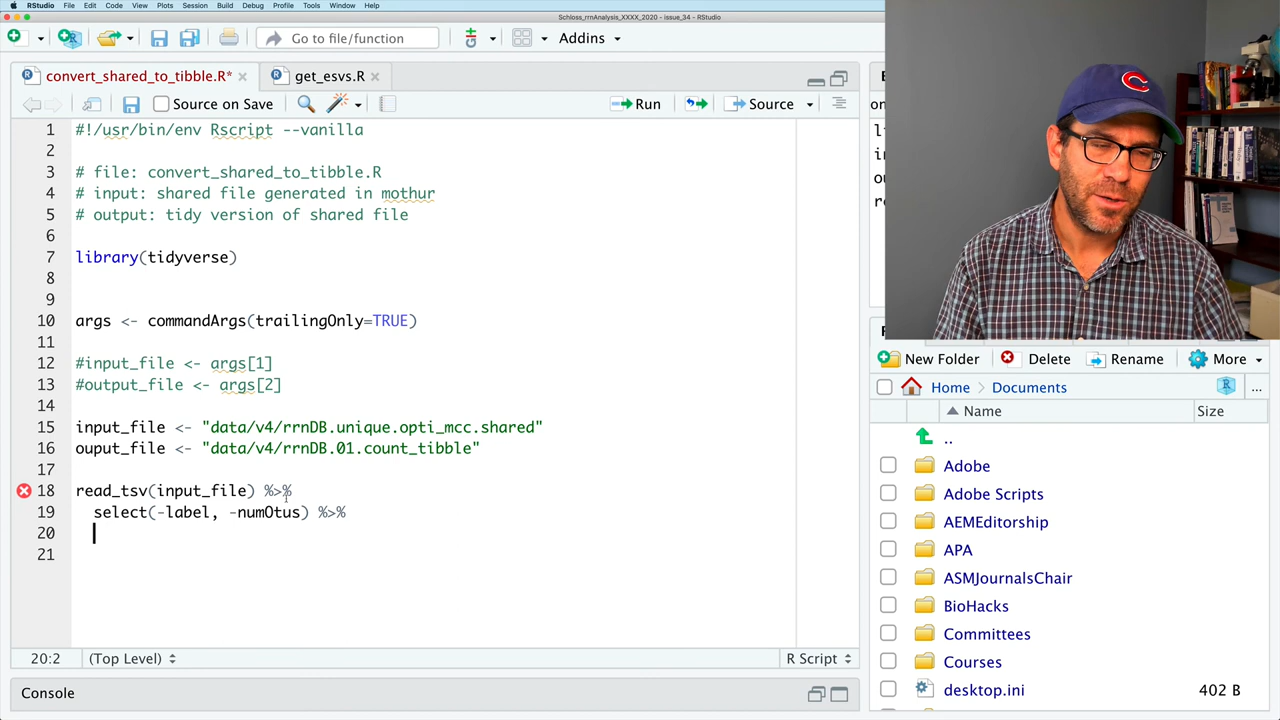 RStudio File Edit Code View Plots Session Build Debug Profile Tools Window Help
Schloss_rrnAnalysis_XXXX_2020 - issue_34 - RStudio
Go to file/function
Addins
convert_shared_to_tibble.R*
get_esvs.R
Source on Save
Run
Source
1 #!/usr/bin/env Rscript --vanilla
2
3 # file: convert_shared_to_tibble.R
4 # input: shared file generated in mothur
5 # output: tidy version of shared file
6
7 library(tidyverse)
8
9
10 args <- commandArgs(trailingOnly=TRUE)
11
12 #input_file <- args[1]
13 #output_file <- args[2]
14
15 input_file <- "data/v4/rrnDB.unique.opti_mcc.shared"
16 ouput_file <- "data/v4/rrnDB.01.count_tibble"
17
18 read_tsv(input_file) %>%
19 select(-label, -numOtus) %>%
20
21
20:2 (Top Level)
R Script
Console
New Folder
Delete
Rename
More
Home
Documents
...
Name
Size
..
Adobe
Adobe Scripts
AEMEditorship
APA
ASMJournalsChair
BioHacks
Committees
Courses
desktop.ini 402 B